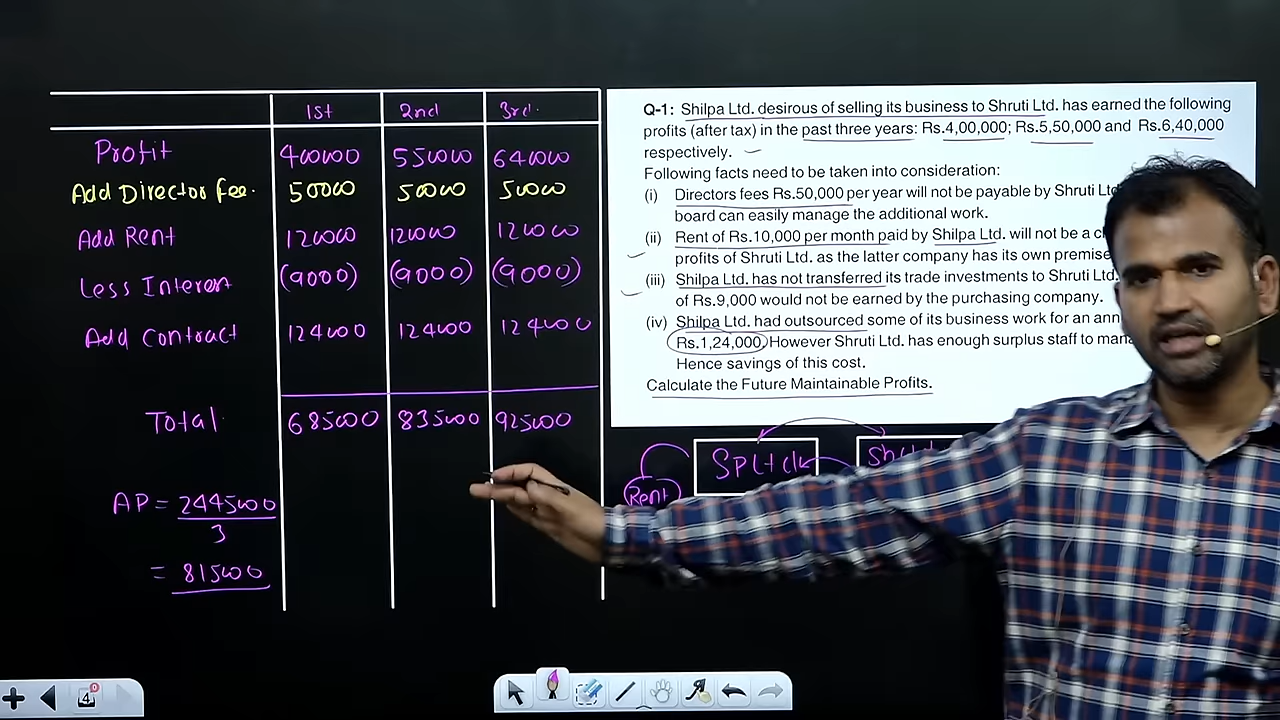 1st 2nd 3rd.
Profit 400000 550000 640000
Add Director fee. 50000 50000 50000
Add Rent 120000 120000 120000
Less Interest (9000) (9000) (9000)
Add Contract 124000 124000 124000
Total 685000 835000 925000
AP = 2445000
3
= 815000
Q-1: Shilpa Ltd. desirous of selling its business to Shruti Ltd. has earned the following
profits (after tax) in the past three years: Rs.4,00,000; Rs.5,50,000 and Rs.6,40,000
respectively.
Following facts need to be taken into consideration:
(i) Directors fees Rs.50,000 per year will not be payable by Shruti Ltd
board can easily manage the additional work.
(ii) Rent of Rs.10,000 per month paid by Shilpa Ltd. will not be a c
profits of Shruti Ltd. as the latter company has its own premise
(iii) Shilpa Ltd. has not transferred its trade investments to Shruti Ltd.
of Rs.9,000 would not be earned by the purchasing company.
(iv) Shilpa Ltd. had outsourced some of its business work for an ann
Rs.1,24,000. However Shruti Ltd. has enough surplus staff to man
Hence savings of this cost.
Calculate the Future Maintainable Profits.
Rent
4
0